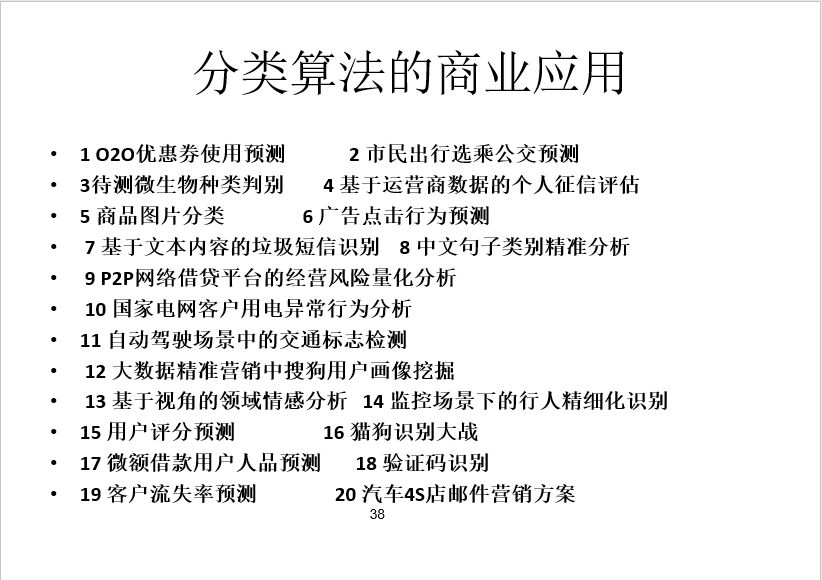 分类算法的商业应用
• 1 O2O优惠券使用预测 2 市民出行选乘公交预测
• 3待测微生物种类判别 4 基于运营商数据的个人征信评估
• 5 商品图片分类 6 广告点击行为预测
• 7 基于文本内容的垃圾短信识别 8 中文句子类别精准分析
• 9 P2P网络借贷平台的经营风险量化分析
• 10 国家电网客户用电异常行为分析
• 11 自动驾驶场景中的交通标志检测
• 12 大数据精准营销中搜狗用户画像挖掘
• 13 基于视角的领域情感分析 14 监控场景下的行人精细化识别
• 15 用户评分预测 16 猫狗识别大战
• 17 微额借款用户人品预测 18 验证码识别
• 19 客户流失率预测 20 汽车4S店邮件营销方案
38